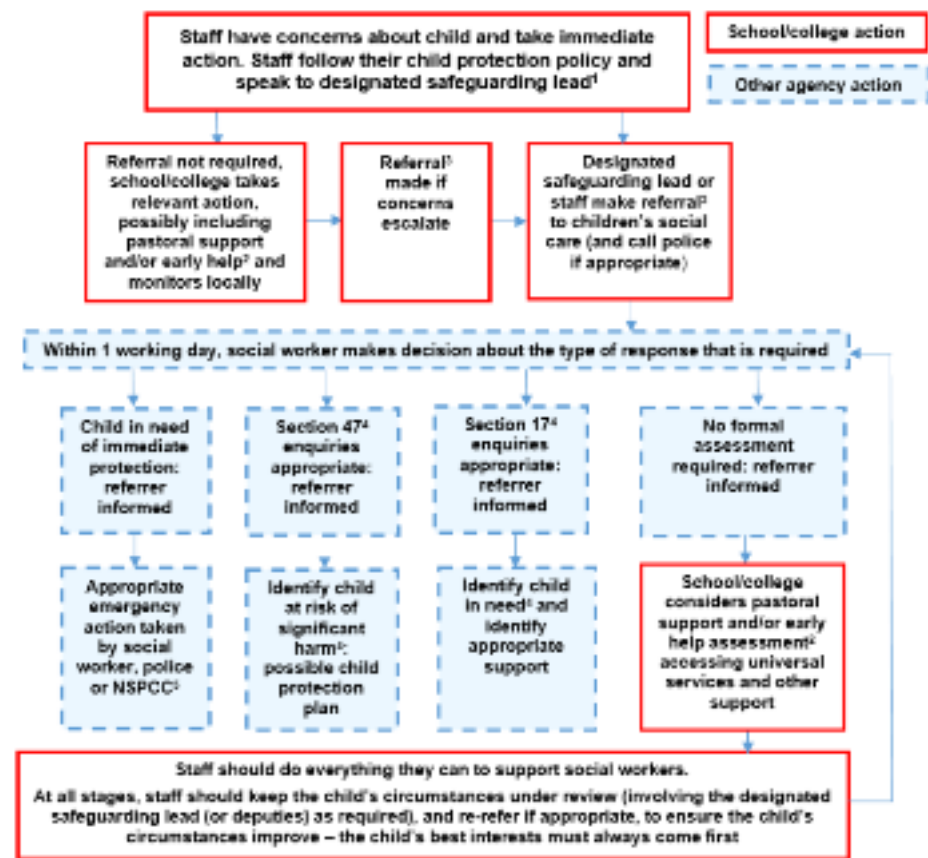 Staff have concerns about child and take immediate
action. Staff follow their child protection policy and
speak to designated safeguarding lead¹
School/college action
Other agency action
Referral not required,
school/college takes
relevant action,
possibly including
pastoral support
and/or early help² and
monitors locally
Referral³
made if
concerns
escalate
Designated
safeguarding lead or
staff make referral³
to children's social
care (and call police
if appropriate)
Within 1 working day, social worker makes decision about the type of response that is required
Child in need
of immediate
protection:
referrer
informed
Section 47⁴
enquiries
appropriate:
referrer
informed
Section 17⁴
enquiries
appropriate:
referrer
informed
No formal
assessment
required: referrer
informed
Appropriate
emergency
action taken
by social
worker, police
or NSPCC⁵
Identify child
at risk of
significant
harm⁴:
possible child
protection
plan
Identify child
in need⁴ and
identify
appropriate
support
School/college
considers pastoral
support and/or early
help assessment²
accessing universal
services and other
support
Staff should do everything they can to support social workers.
At all stages, staff should keep the child's circumstances under review (involving the designated
safeguarding lead (or deputies) as required), and re-refer if appropriate, to ensure the child's
circumstances improve – the child's best interests must always come first